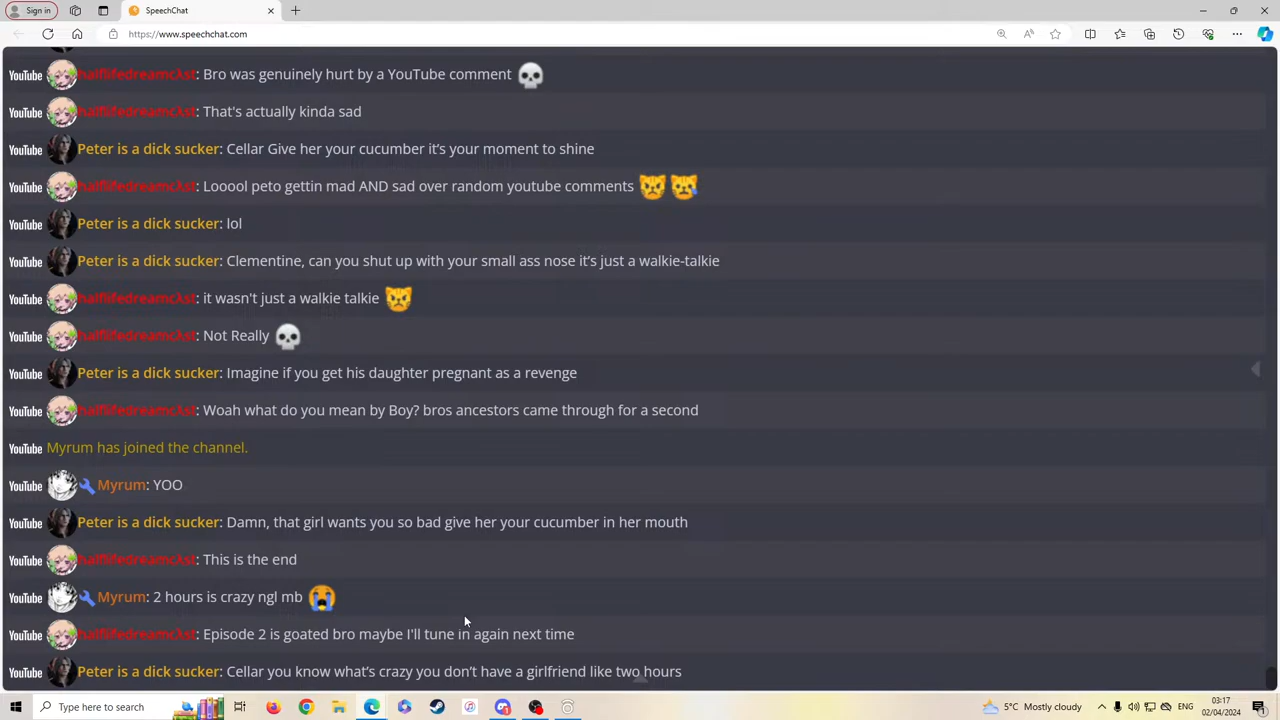 Sign in
SpeechChat
https://www.speechchat.com
YouTube halflifedreamcλst: Bro was genuinely hurt by a YouTube comment 💀
YouTube halflifedreamcλst: That's actually kinda sad
YouTube Peter is a dick sucker: Cellar Give her your cucumber it's your moment to shine
YouTube halflifedreamcλst: Looool peto gettin mad AND sad over random youtube comments 😾 😿
YouTube Peter is a dick sucker: lol
YouTube Peter is a dick sucker: Clementine, can you shut up with your small ass nose it's just a walkie-talkie
YouTube halflifedreamcλst: it wasn't just a walkie talkie 😾
YouTube halflifedreamcλst: Not Really 💀
YouTube Peter is a dick sucker: Imagine if you get his daughter pregnant as a revenge
YouTube halflifedreamcλst: Woah what do you mean by Boy? bros ancestors came through for a second
YouTube Myrum has joined the channel.
YouTube Myrum: YOO
YouTube Peter is a dick sucker: Damn, that girl wants you so bad give her your cucumber in her mouth
YouTube halflifedreamcλst: This is the end
YouTube Myrum: 2 hours is crazy ngl mb 😭
YouTube halflifedreamcλst: Episode 2 is goated bro maybe I'll tune in again next time
YouTube Peter is a dick sucker: Cellar you know what's crazy you don't have a girlfriend like two hours
Type here to search
5°C Mostly cloudy
ENG
03:17
02/04/2024